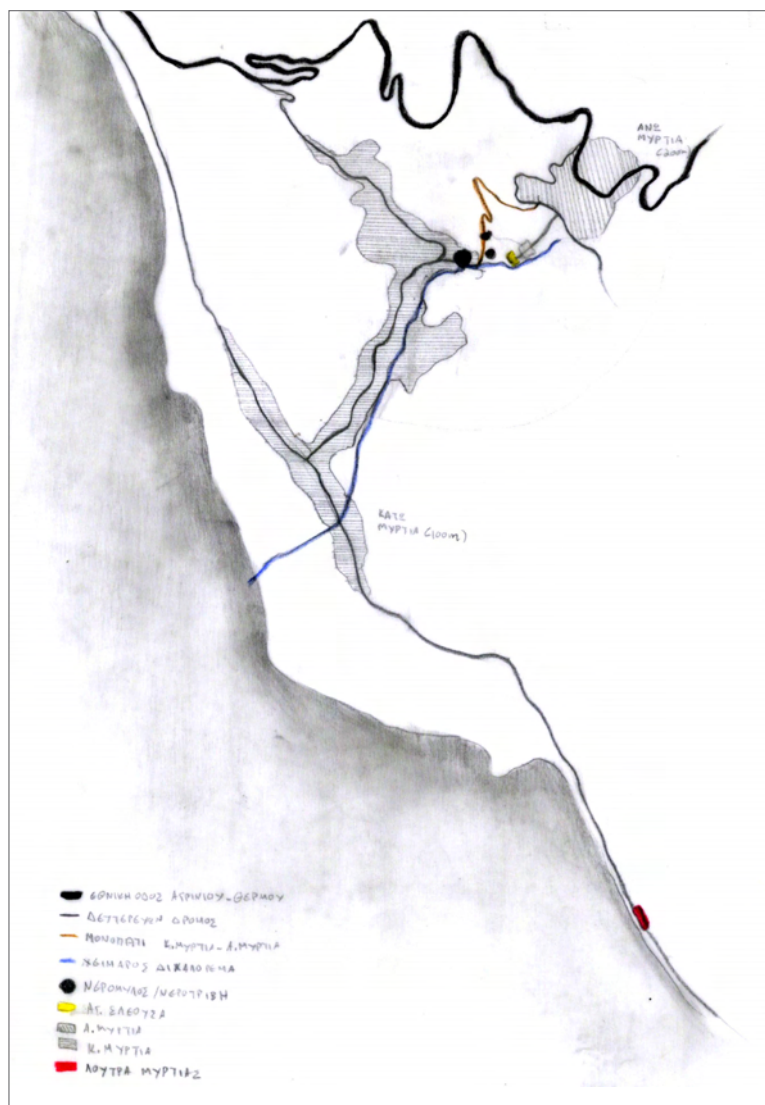 ΑΝΩ
ΜΥΡΤΙΑ
(200m)
ΚΑΤΩ
ΜΥΡΤΙΑ (100m)
ΕΘΝΙΚΗ ΟΔΟΣ ΑΓΡΙΝΙΟΥ-ΘΕΡΜΟΥ
ΔΕΥΤΕΡΕΥΩΝ ΔΡΟΜΟΣ
ΜΟΝΟΠΑΤΙ Κ.ΜΥΡΤΙΑ-Α.ΜΥΡΤΙΑ
ΧΕΙΜΑΡΟΣ ΔΙΧΑΛΟΡΕΜΑ
ΝΕΡΟΜΥΛΟΣ/ΝΕΡΟΤΡΙΒΗ
ΑΓ. ΕΛΕΟΥΣΑ
Α.ΜΥΡΤΙΑ
Κ.ΜΥΡΤΙΑ
ΛΟΥΤΡΑ ΜΥΡΤΙΑΣ